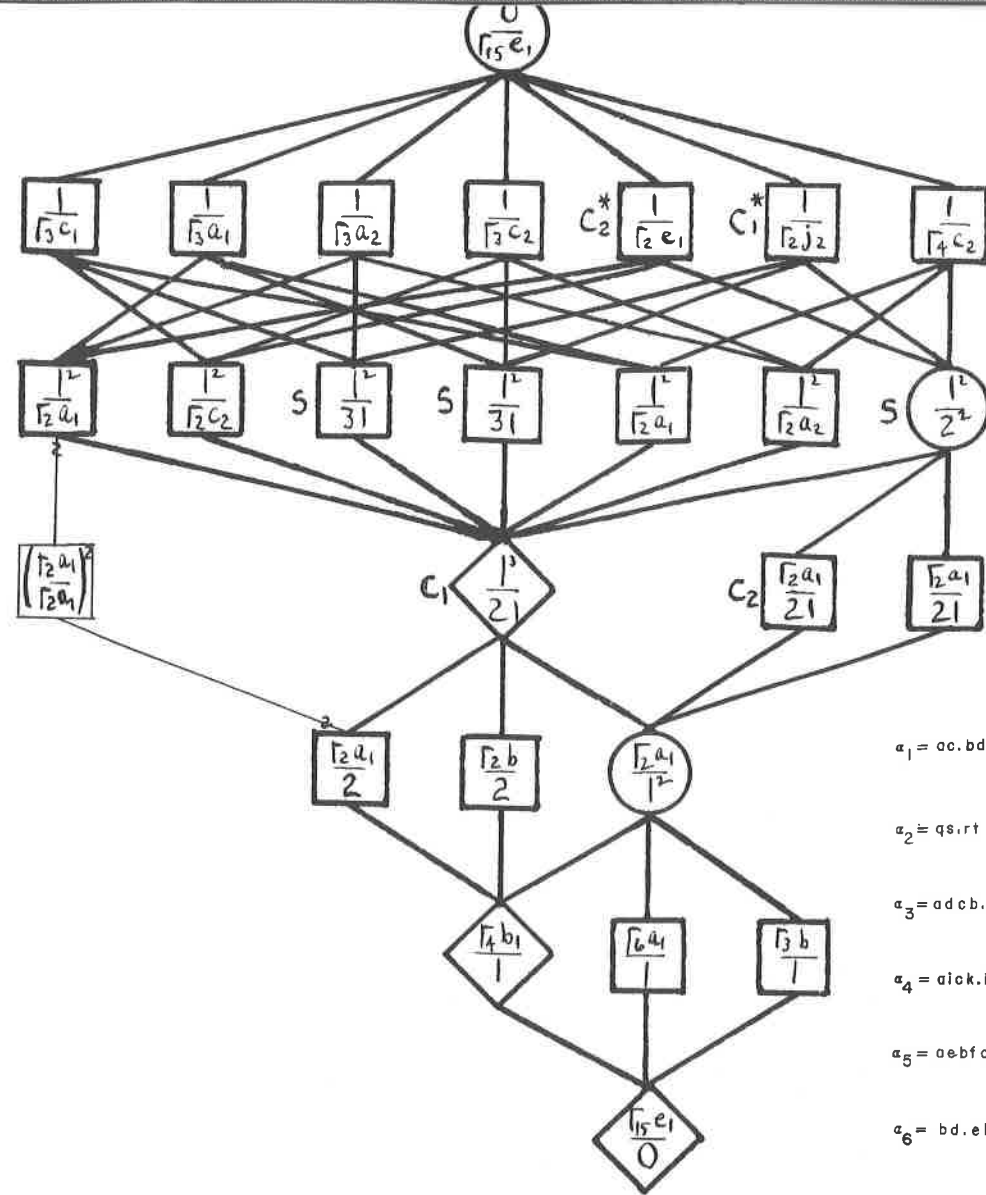 0
Γ15 e1
1 1 1 1 C2* 1 C1* 1 1
Γ3 c1 Γ3 a1 Γ3 a2 Γ3 c2 Γ2 e1 Γ2 j2 Γ4 c2
1² 1² S 1² S 1² 1² 1² S 1²
Γ2 a1 Γ2 c2 31 31 Γ2 a1 Γ2 a2 2²
2
(Γ2 a1)² C1 1³ C2 Γ2 a1 Γ2 a1
Γ2 a1 21 21 21
2
Γ2 a1 Γ2 b Γ2 a1
2 2 1²
α1 = ac.bd
α2 = qs.rt
Γ4 b1 Γ6 a1 Γ3 b
1 1 1
α3 = adcb.
α4 = aick.
α5 = aebfc
Γ15 e1
0
α6 = bd.e